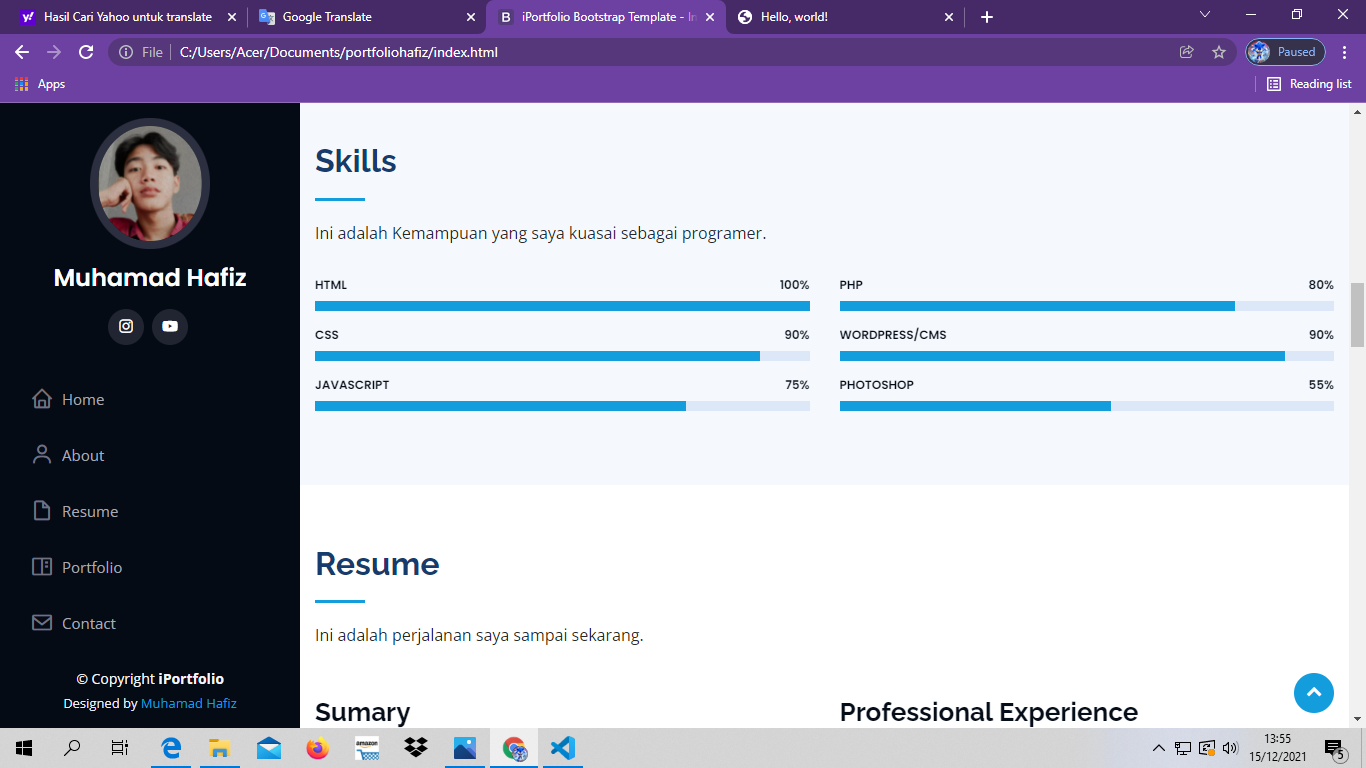 Hasil Cari Yahoo untuk translate
Google Translate
iPortfolio Bootstrap Template - In
Hello, world!
File
C:/Users/Acer/Documents/portfoliohafiz/index.html
Paused
Apps
Reading list
Muhamad Hafiz
Home
About
Resume
Portfolio
Contact
© Copyright iPortfolio
Designed by Muhamad Hafiz
Skills
Ini adalah Kemampuan yang saya kuasai sebagai programer.
HTML 100%
CSS 90%
JAVASCRIPT 75%
PHP 80%
WORDPRESS/CMS 90%
PHOTOSHOP 55%
Resume
Ini adalah perjalanan saya sampai sekarang.
Sumary
Professional Experience
amazon
13:55
15/12/2021
5